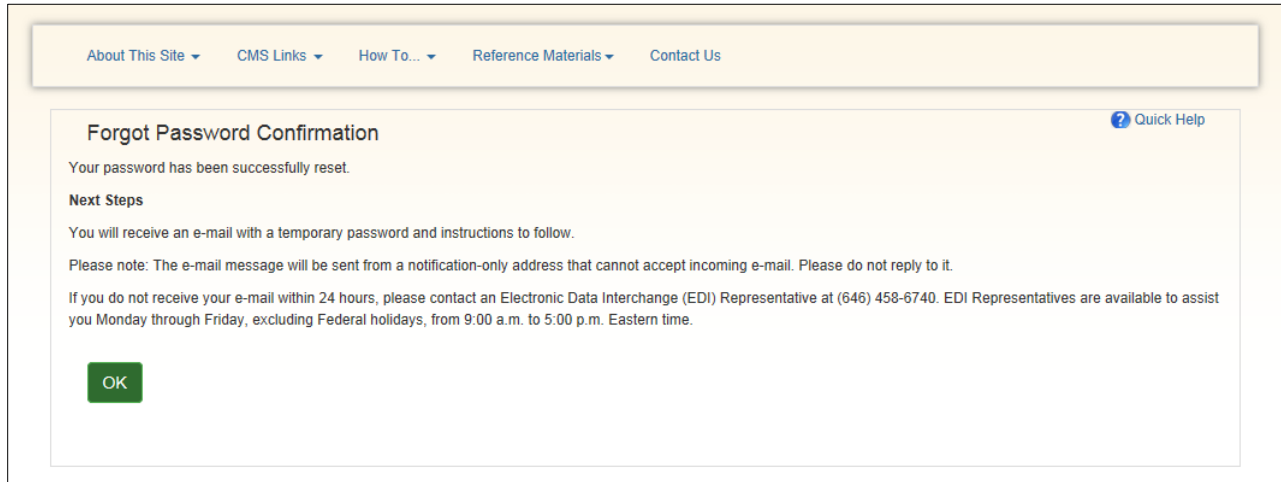 About This Site CMS Links How To... Reference Materials Contact Us
Quick Help
Forgot Password Confirmation
Your password has been successfully reset.
Next Steps
You will receive an e-mail with a temporary password and instructions to follow.
Please note: The e-mail message will be sent from a notification-only address that cannot accept incoming e-mail. Please do not reply to it.
If you do not receive your e-mail within 24 hours, please contact an Electronic Data Interchange (EDI) Representative at (646) 458-6740. EDI Representatives are available to assist
you Monday through Friday, excluding Federal holidays, from 9:00 a.m. to 5:00 p.m. Eastern time.
OK